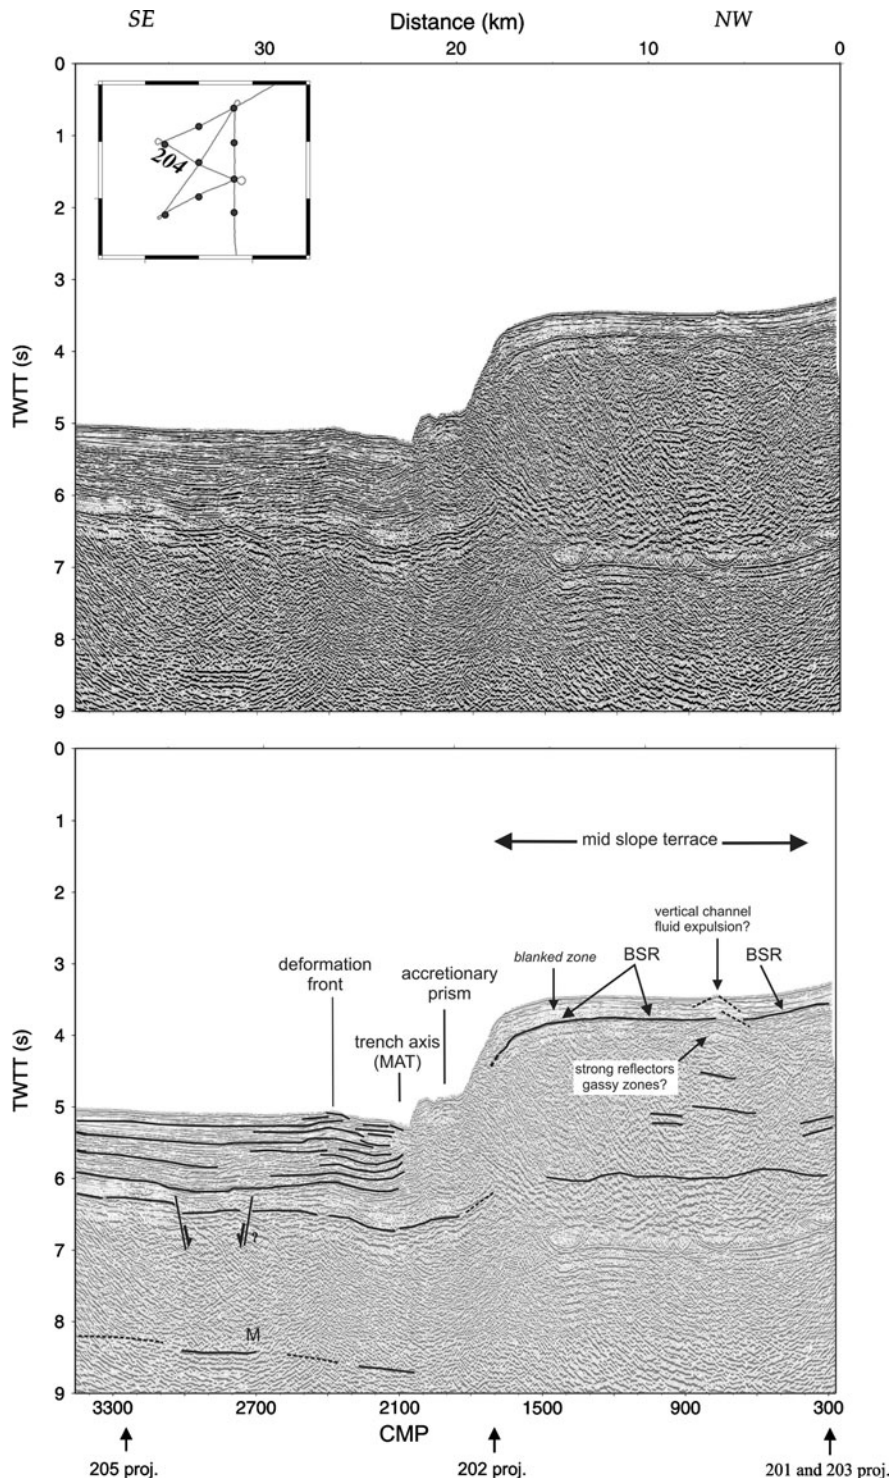 SE
Distance (km)
NW
30
20
10
0
0
1
2
3
4
5
6
7
8
9
TWTT (s)
204
0
1
2
3
4
5
6
7
8
9
TWTT (s)
mid slope terrace
vertical channel
fluid expulsion?
blanked zone
BSR
BSR
deformation
front
accretionary
prism
trench axis
(MAT)
strong reflectors
gassy zones?
?
M
3300
2700
2100
1500
900
300
CMP
205 proj.
202 proj.
201 and 203 proj.